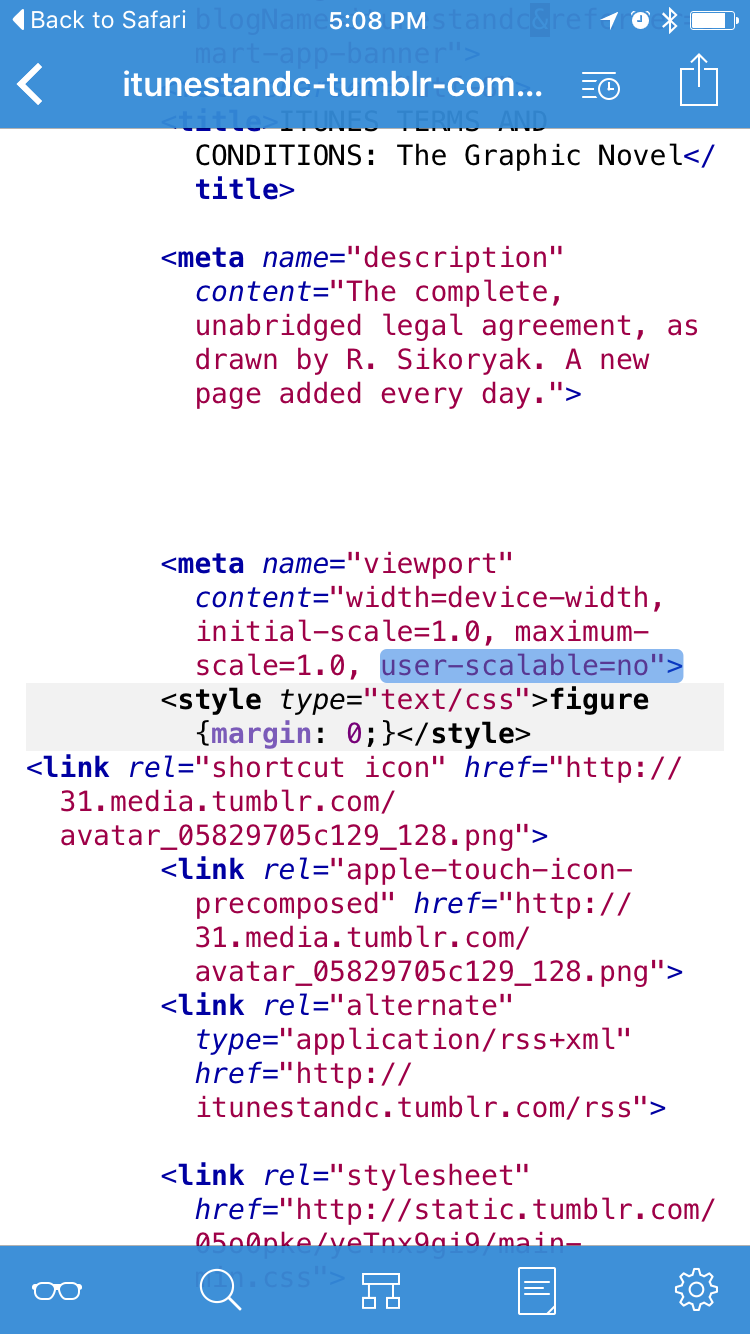 Back to Safari 5:08 PM
itunestandc-tumblr-com...
mart-app-banner">
<title>ITUNES TERMS AND
CONDITIONS: The Graphic Novel</
title>
<meta name="description"
content="The complete,
unabridged legal agreement, as
drawn by R. Sikoryak. A new
page added every day.">
<meta name="viewport"
content="width=device-width,
initial-scale=1.0, maximum-
scale=1.0, user-scalable=no">
<style type="text/css">figure
{margin: 0;}</style>
<link rel="shortcut icon" href="http://
31.media.tumblr.com/
avatar_05829705c129_128.png">
<link rel="apple-touch-icon-
precomposed" href="http://
31.media.tumblr.com/
avatar_05829705c129_128.png">
<link rel="alternate"
type="application/rss+xml"
href="http://
itunestandc.tumblr.com/rss">
<link rel="stylesheet"
href="http://static.tumblr.com/
05o0pke/yeTnx9gi9/main-
min.css">